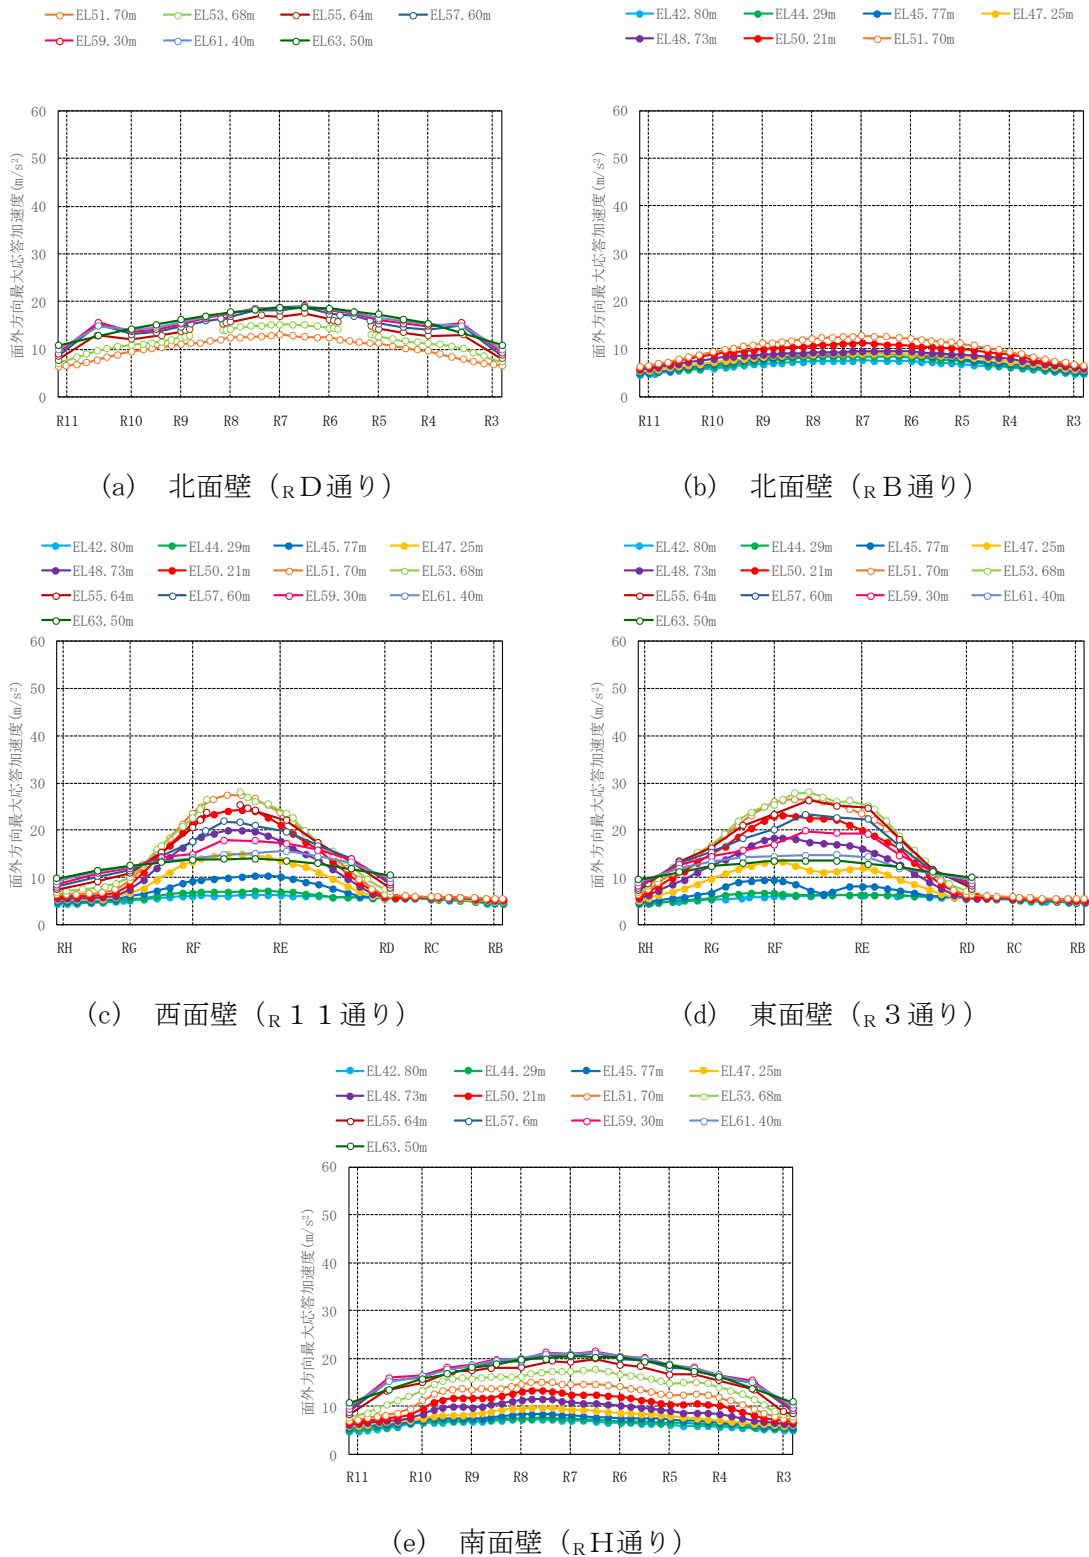 EL51.70m EL53.68m EL55.64m EL57.60m
EL59.30m EL61.40m EL63.50m
面外方向最大応答加速度(m/s²)
60
50
40
30
20
10
0
R11 R10 R9 R8 R7 R6 R5 R4 R3
(a) 北面壁（RD通り）
EL42.80m EL44.29m EL45.77m EL47.25m
EL48.73m EL50.21m EL51.70m
面外方向最大応答加速度(m/s²)
60
50
40
30
20
10
0
R11 R10 R9 R8 R7 R6 R5 R4 R3
(b) 北面壁（RB通り）
EL42.80m EL44.29m EL45.77m EL47.25m
EL48.73m EL50.21m EL51.70m EL53.68m
EL55.64m EL57.60m EL59.30m EL61.40m
EL63.50m
面外方向最大応答加速度(m/s²)
60
50
40
30
20
10
0
RH RG RF RE RD RC RB
(c) 西面壁（R１１通り）
EL42.80m EL44.29m EL45.77m EL47.25m
EL48.73m EL50.21m EL51.70m EL53.68m
EL55.64m EL57.60m EL59.30m EL61.40m
EL63.50m
面外方向最大応答加速度(m/s²)
60
50
40
30
20
10
0
RH RG RF RE RD RC RB
(d) 東面壁（R３通り）
EL42.80m EL44.29m EL45.77m EL47.25m
EL48.73m EL50.21m EL51.70m EL53.68m
EL55.64m EL57.6m EL59.30m EL61.40m
EL63.50m
面外方向最大応答加速度(m/s²)
60
50
40
30
20
10
0
R11 R10 R9 R8 R7 R6 R5 R4 R3
(e) 南面壁（RH通り）